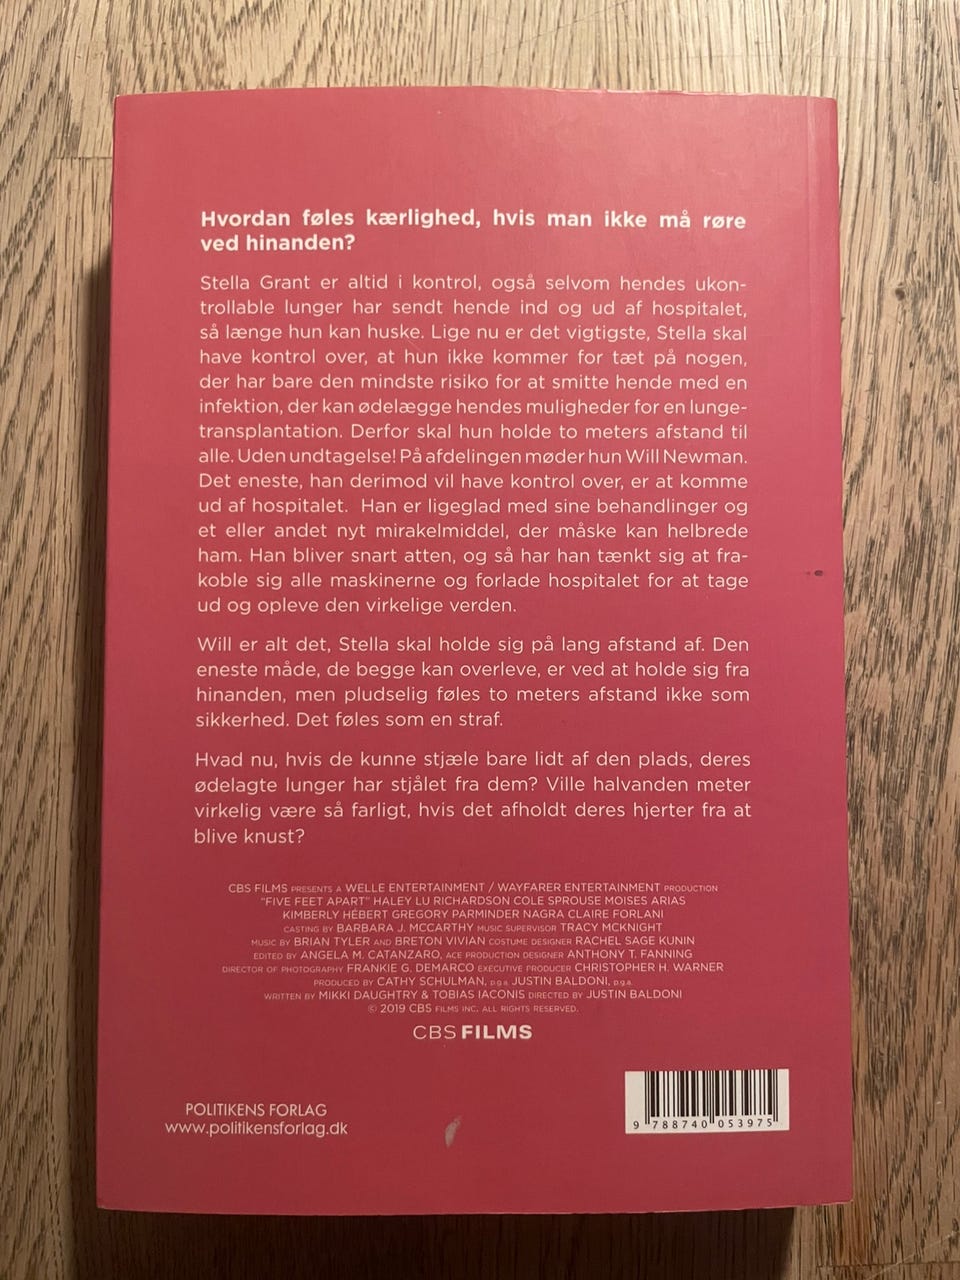 Hvordan føles kærlighed, hvis man ikke må røre
ved hinanden?
Stella Grant er altid i kontrol, også selvom hendes ukon-
trollable lunger har sendt hende ind og ud af hospitalet,
så længe hun kan huske. Lige nu er det vigtigste, Stella skal
have kontrol over, at hun ikke kommer for tæt på nogen,
der har bare den mindste risiko for at smitte hende med en
infektion, der kan ødelægge hendes muligheder for en lunge-
transplantation. Derfor skal hun holde to meters afstand til
alle. Uden undtagelse! På afdelingen møder hun Will Newman.
Det eneste, han derimod vil have kontrol over, er at komme
ud af hospitalet. Han er ligeglad med sine behandlinger og
et eller andet nyt mirakelmiddel, der måske kan helbrede
ham. Han bliver snart atten, og så har han tænkt sig at fra-
koble sig alle maskinerne og forlade hospitalet for at tage
ud og opleve den virkelige verden.
Will er alt det, Stella skal holde sig på lang afstand af. Den
eneste måde, de begge kan overleve, er ved at holde sig fra
hinanden, men pludselig føles to meters afstand ikke som
sikkerhed. Det føles som en straf.
Hvad nu, hvis de kunne stjæle bare lidt af den plads, deres
ødelagte lunger har stjålet fra dem? Ville halvanden meter
virkelig være så farligt, hvis det afholdt deres hjerter fra at
blive knust?
CBS FILMS PRESENTS A WELLE ENTERTAINMENT / WAYFARER ENTERTAINMENT PRODUCTION
"FIVE FEET APART" HALEY LU RICHARDSON COLE SPROUSE MOISES ARIAS
KIMBERLY HÉBERT GREGORY PARMINDER NAGRA CLAIRE FORLANI
CASTING BY BARBARA J. MCCARTHY MUSIC SUPERVISOR TRACY MCKNIGHT
MUSIC BY BRIAN TYLER AND BRETON VIVIAN COSTUME DESIGNER RACHEL SAGE KUNIN
EDITED BY ANGELA M. CATANZARO, ACE PRODUCTION DESIGNER ANTHONY T. FANNING
DIRECTOR OF PHOTOGRAPHY FRANKIE G. DEMARCO EXECUTIVE PRODUCER CHRISTOPHER H. WARNER
PRODUCED BY CATHY SCHULMAN, p.g.a. JUSTIN BALDONI, p.g.a.
WRITTEN BY MIKKI DAUGHTRY & TOBIAS IACONIS DIRECTED BY JUSTIN BALDONI
© 2019 CBS FILMS INC. ALL RIGHTS RESERVED.
CBS FILMS
POLITIKENS FORLAG
www.politikensforlag.dk
9 788740 053975